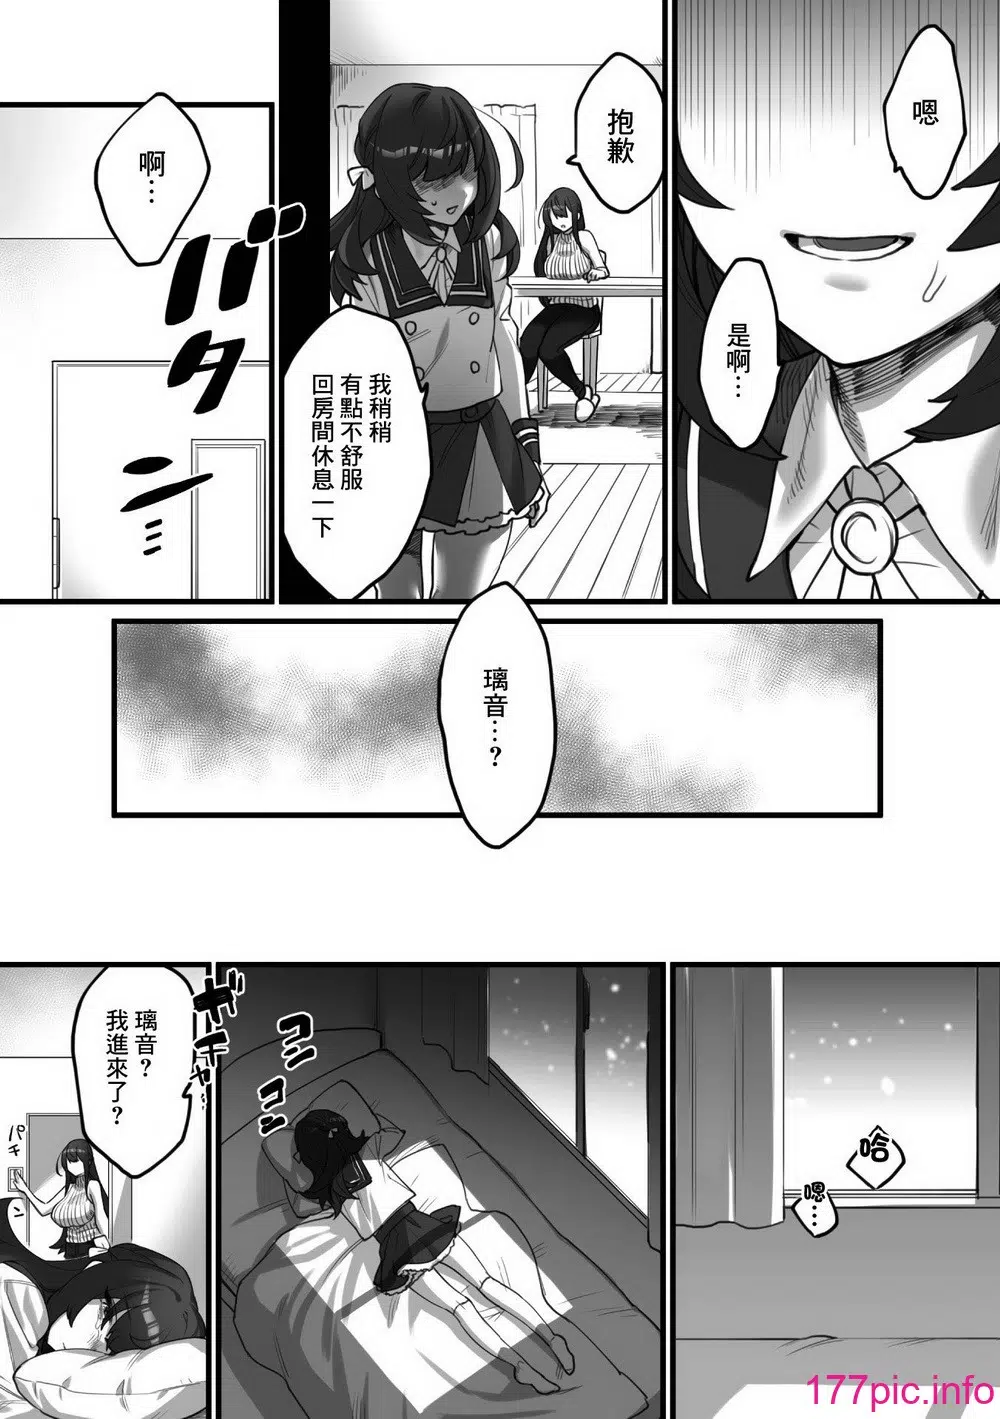 嗯
是啊…
抱歉
我稍稍
有點不舒服
回房間休息一下
バタン
啊…
璃音…?
哈
嗯…
コンコン
ガチャ
璃音?
我進來了?
パチン
177pic.info